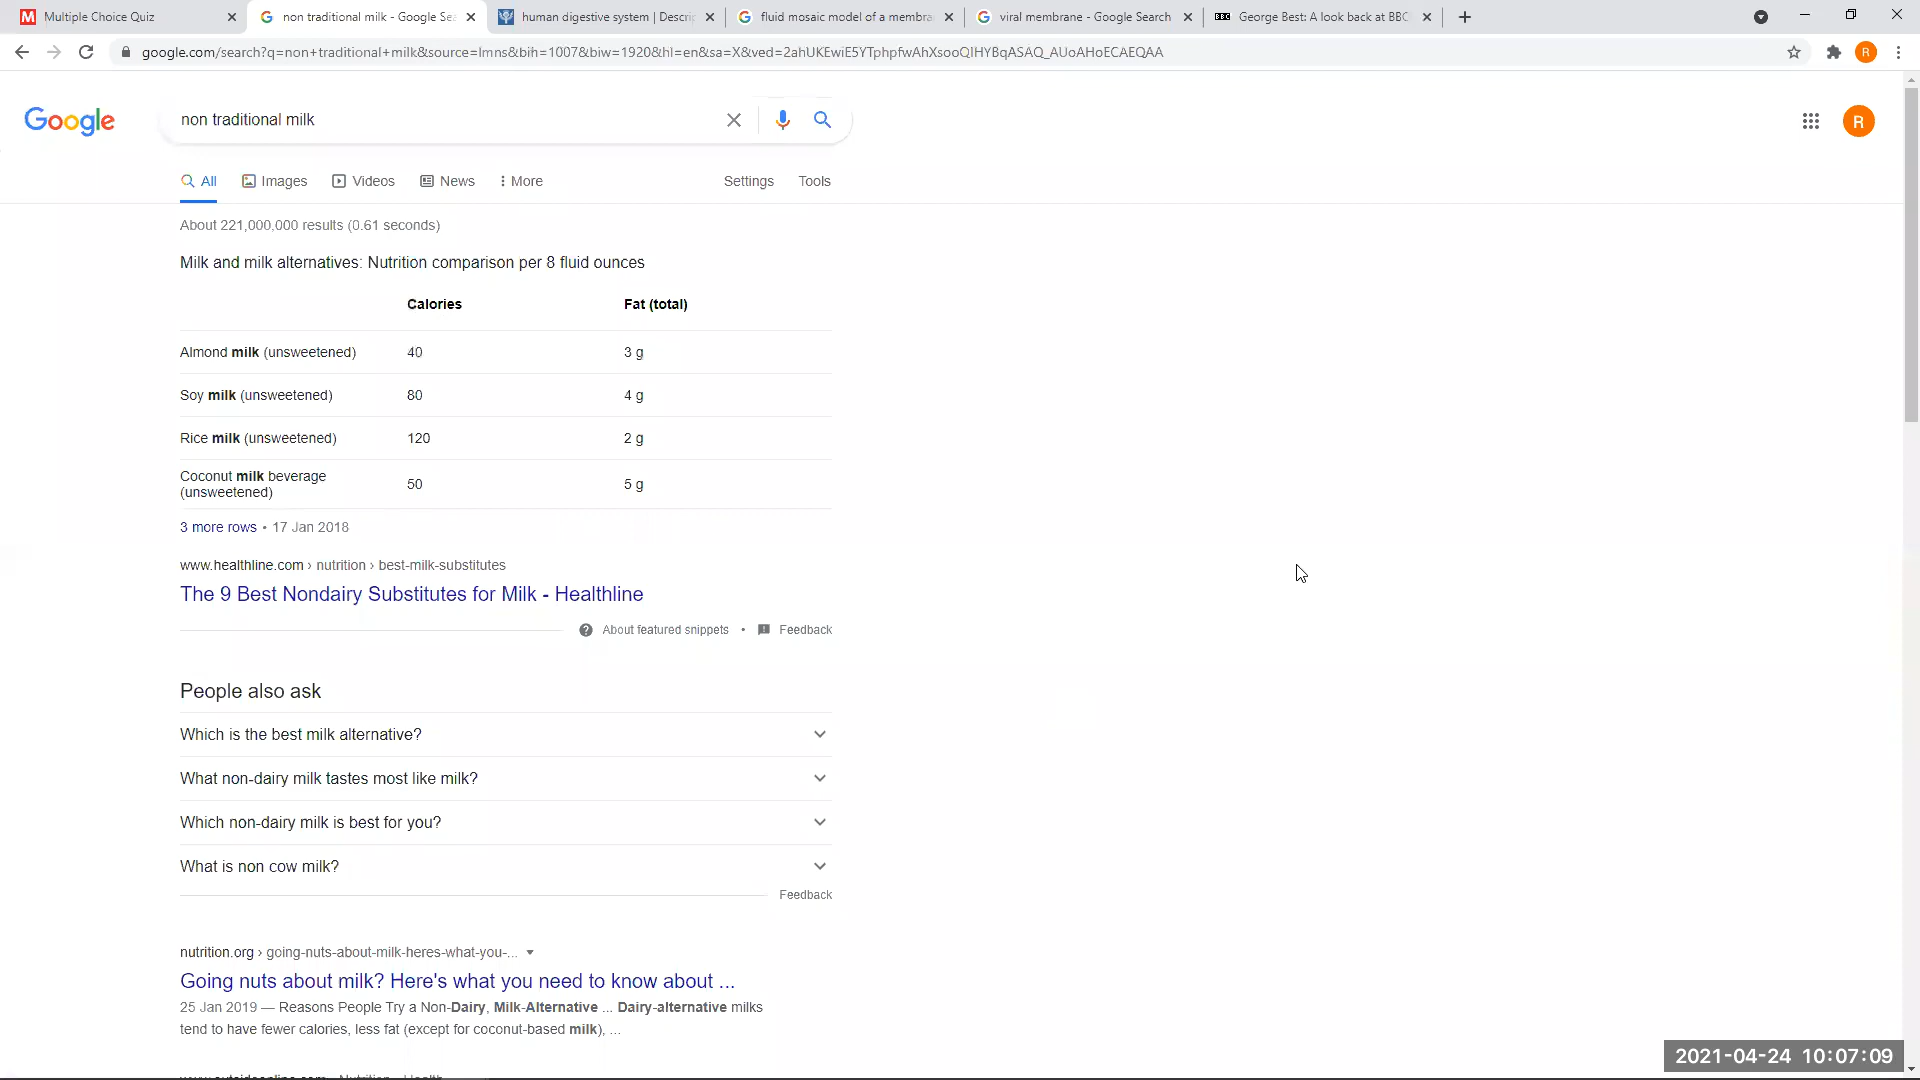 Multiple Choice Quiz
non traditional milk - Google Sea
human digestive system | Descrip
fluid mosaic model of a membra
viral membrane - Google Search
BBC George Best: A look back at BBC
google.com/search?q=non+traditional+milk&source=lmns&bih=1007&biw=1920&hl=en&sa=X&ved=2ahUKEwiE5YTphpfwAhXsooQIHYBqASAQ_AUoAHoECAEQAA
R
Google
non traditional milk
R
All
Images
Videos
News
More
Settings
Tools
About 221,000,000 results (0.61 seconds)
Milk and milk alternatives: Nutrition comparison per 8 fluid ounces
Calories Fat (total)
Almond milk (unsweetened) 40 3 g
Soy milk (unsweetened) 80 4 g
Rice milk (unsweetened) 120 2 g
Coconut milk beverage
(unsweetened) 50 5 g
3 more rows • 17 Jan 2018
www.healthline.com › nutrition › best-milk-substitutes
The 9 Best Nondairy Substitutes for Milk - Healthline
About featured snippets • Feedback
People also ask
Which is the best milk alternative?
What non-dairy milk tastes most like milk?
Which non-dairy milk is best for you?
What is non cow milk?
Feedback
nutrition.org › going-nuts-about-milk-heres-what-you-...
Going nuts about milk? Here's what you need to know about ...
25 Jan 2019 — Reasons People Try a Non-Dairy, Milk-Alternative ... Dairy-alternative milks
tend to have fewer calories, less fat (except for coconut-based milk), ...
2021-04-24 10:07:09